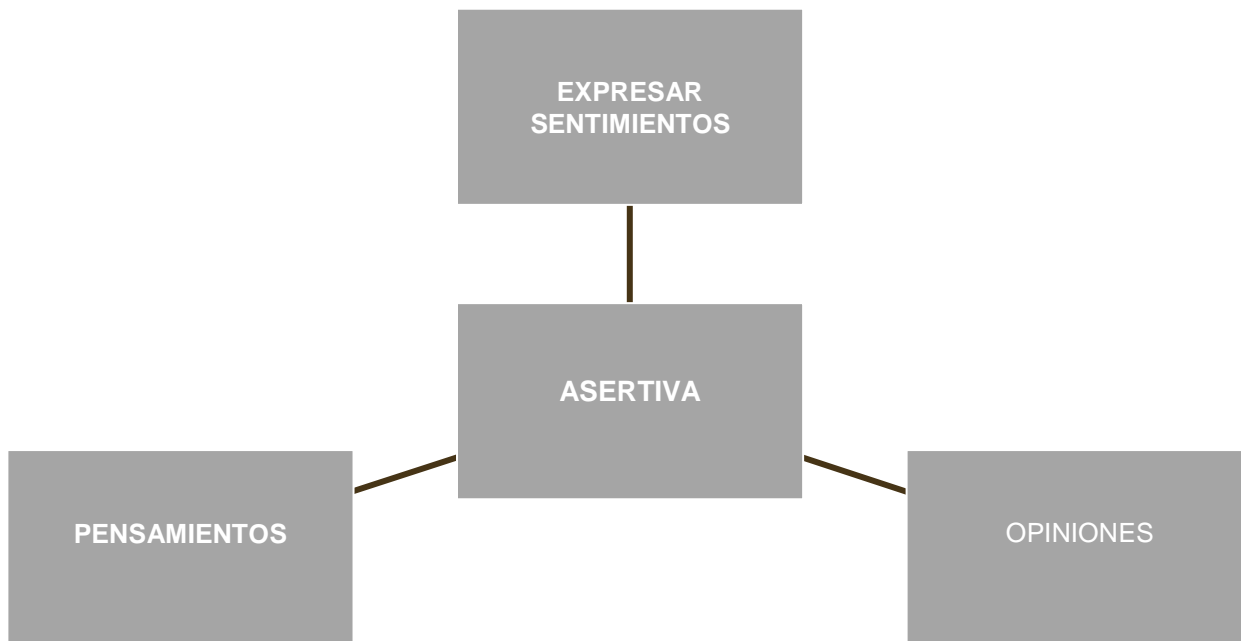 EXPRESAR
SENTIMIENTOS
ASERTIVA
PENSAMIENTOS
OPINIONES